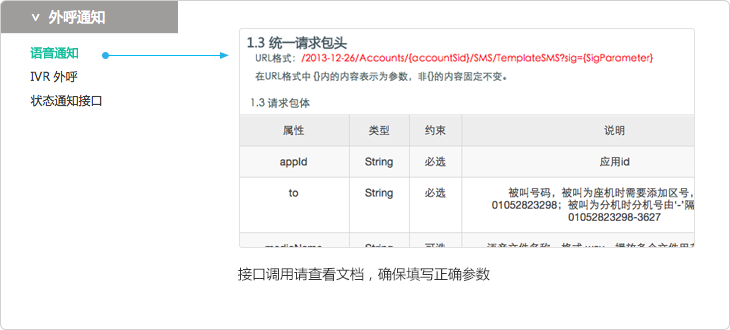 外呼通知
语音通知
IVR 外呼
状态通知接口
1.3 统一请求包头
URL格式：/2013-12-26/Accounts/{accountSid}/SMS/TemplateSMS?sig={SigParameter}
在URL格式中 {}内的内容表示为参数，非{}的内容固定不变。
1.3 请求包体
属性 类型 约束 说明
appId String 必选 应用id
to String 必选 被叫号码，被叫为座机时需要添加区号，
01052823298；被叫为分机时分机号由‘-’隔
01052823298-3627
接口调用请查看文档，确保填写正确参数